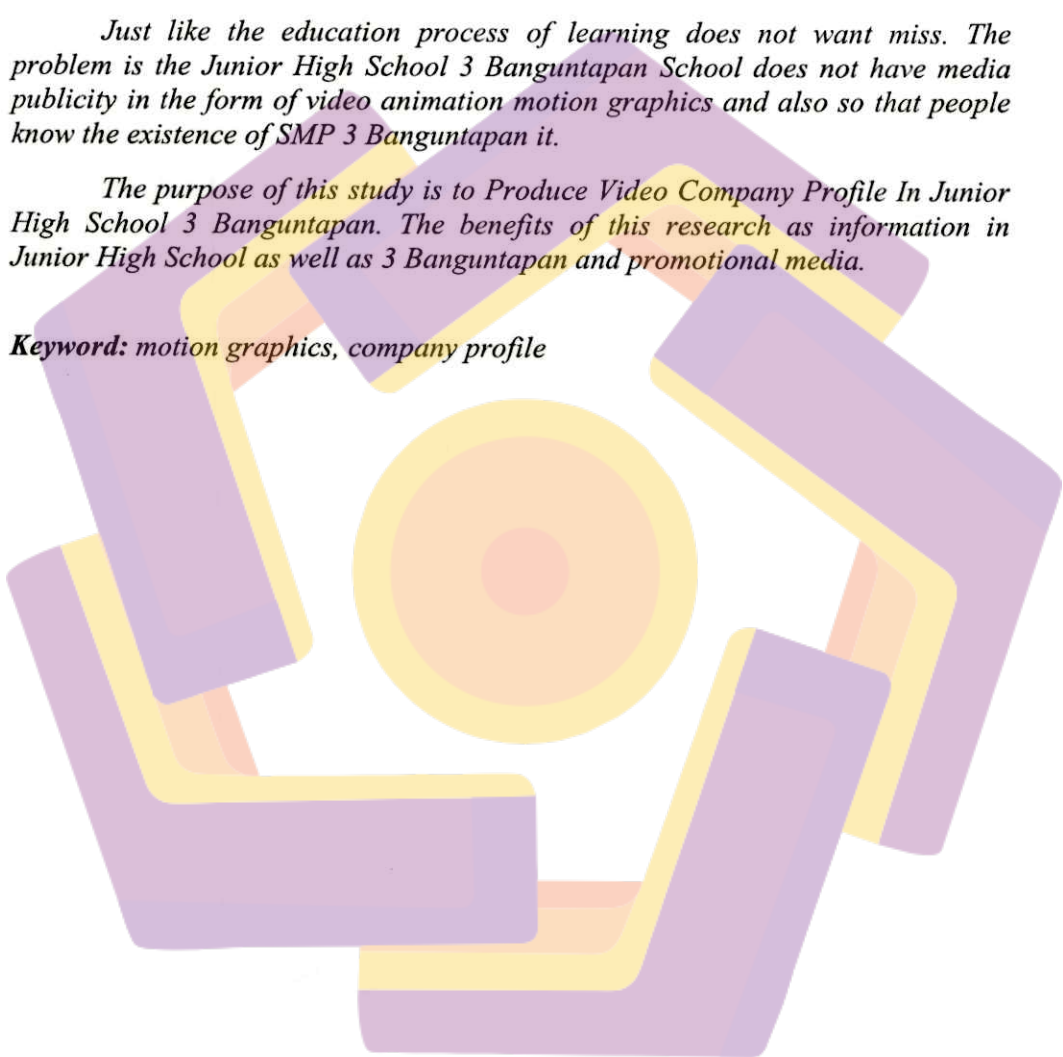 Just like the education process of learning does not want miss. The
problem is the Junior High School 3 Banguntapan School does not have media
publicity in the form of video animation motion graphics and also so that people
know the existence of SMP 3 Banguntapan it.
The purpose of this study is to Produce Video Company Profile In Junior
High School 3 Banguntapan. The benefits of this research as information in
Junior High School as well as 3 Banguntapan and promotional media.
Keyword: motion graphics, company profile